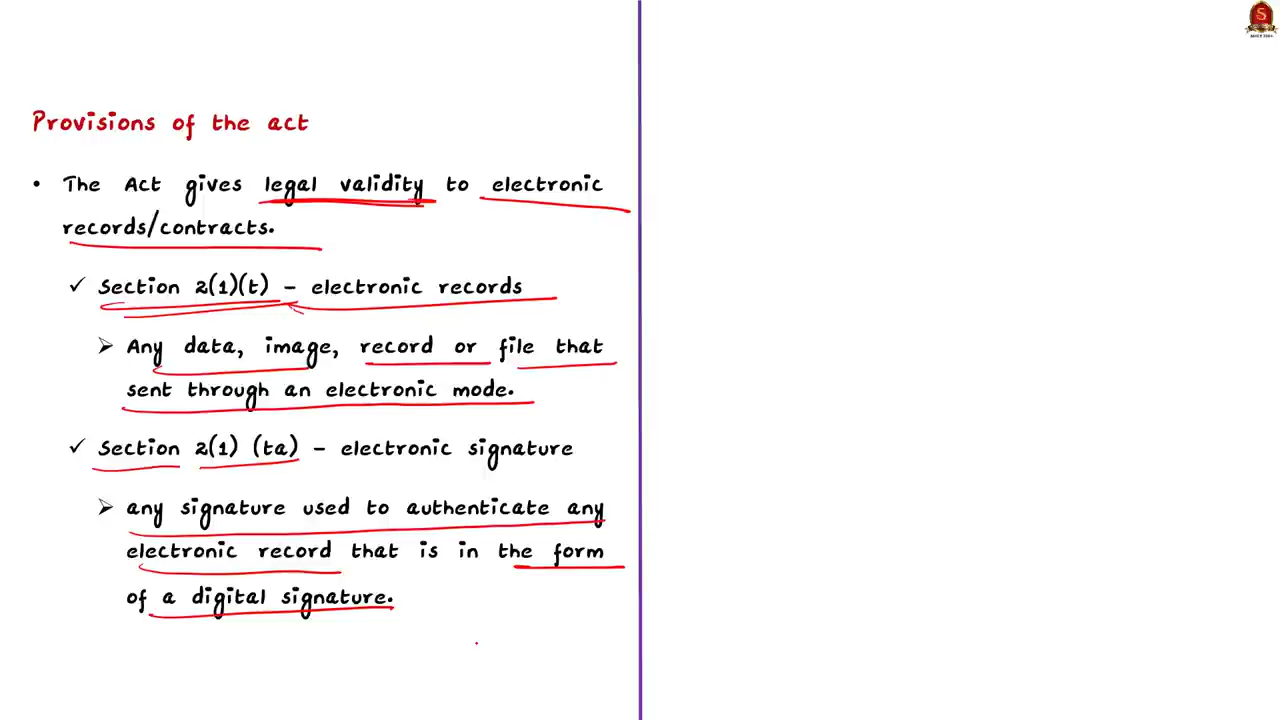 Provisions of the act
• The Act gives legal validity to electronic
records/contracts.
✓ Section 2(1)(t) – electronic records
➢ Any data, image, record or file that
sent through an electronic mode.
✓ Section 2(1) (ta) – electronic signature
➢ any signature used to authenticate any
electronic record that is in the form
of a digital signature.
S
SINCE 2004